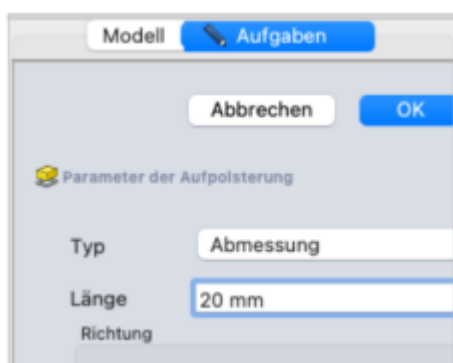 Modell Aufgaben
Abbrechen OK
Parameter der Aufpolsterung
Typ Abmessung
Länge 20 mm
Richtung